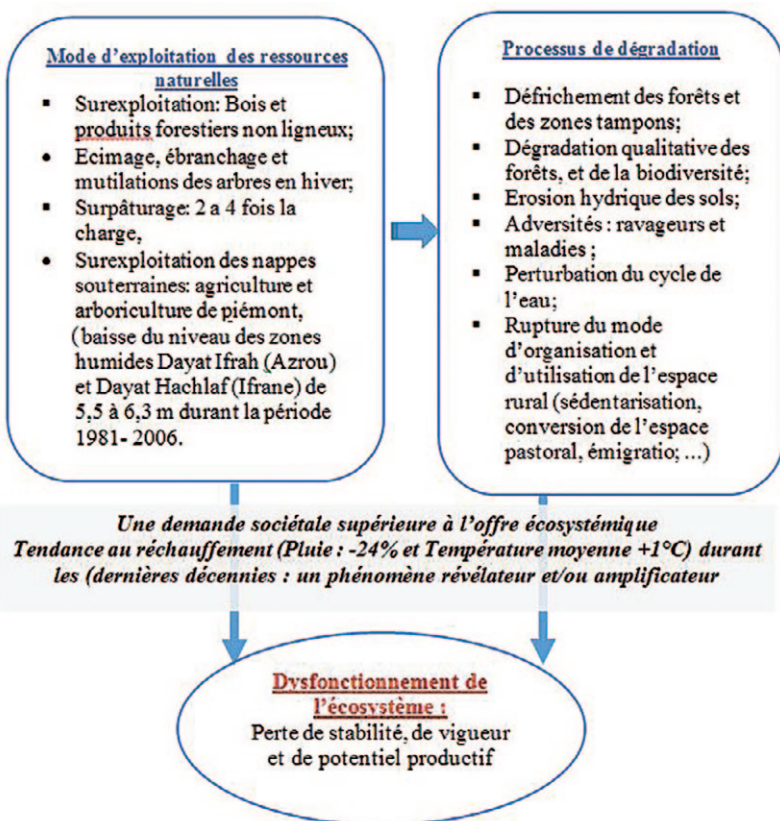 Mode d'exploitation des ressources
naturelles
▪ Surexploitation: Bois et
produits forestiers non ligneux;
• Ecimage, ébranchage et
mutilations des arbres en hiver;
▪ Surpâturage: 2 a 4 fois la
charge,
• Surexploitation des nappes
souterraines: agriculture et
arboriculture de piémont,
(baisse du niveau des zones
humides Dayat Ifrah (Azrou)
et Dayat Hachlaf (Ifrane) de
5,5 à 6,3 m durant la période
1981- 2006.
Processus de dégradation
▪ Défrichement des forêts et
des zones tampons;
▪ Dégradation qualitative des
forêts, et de la biodiversité;
▪ Erosion hydrique des sols;
▪ Adversités : ravageurs et
maladies ;
▪ Perturbation du cycle de
l'eau;
▪ Rupture du mode
d'organisation et
d'utilisation de l'espace
rural (sédentarisation,
conversion de l'espace
pastoral, émigratio; ...)
Une demande sociétale supérieure à l'offre écosystémique
Tendance au réchauffement (Pluie : -24% et Température moyenne +1°C) durant
les (dernières décennies : un phénomène révélateur et/ou amplificateur
Dysfonctionnement de
l'écosystème :
Perte de stabilité, de vigueur
et de potentiel productif